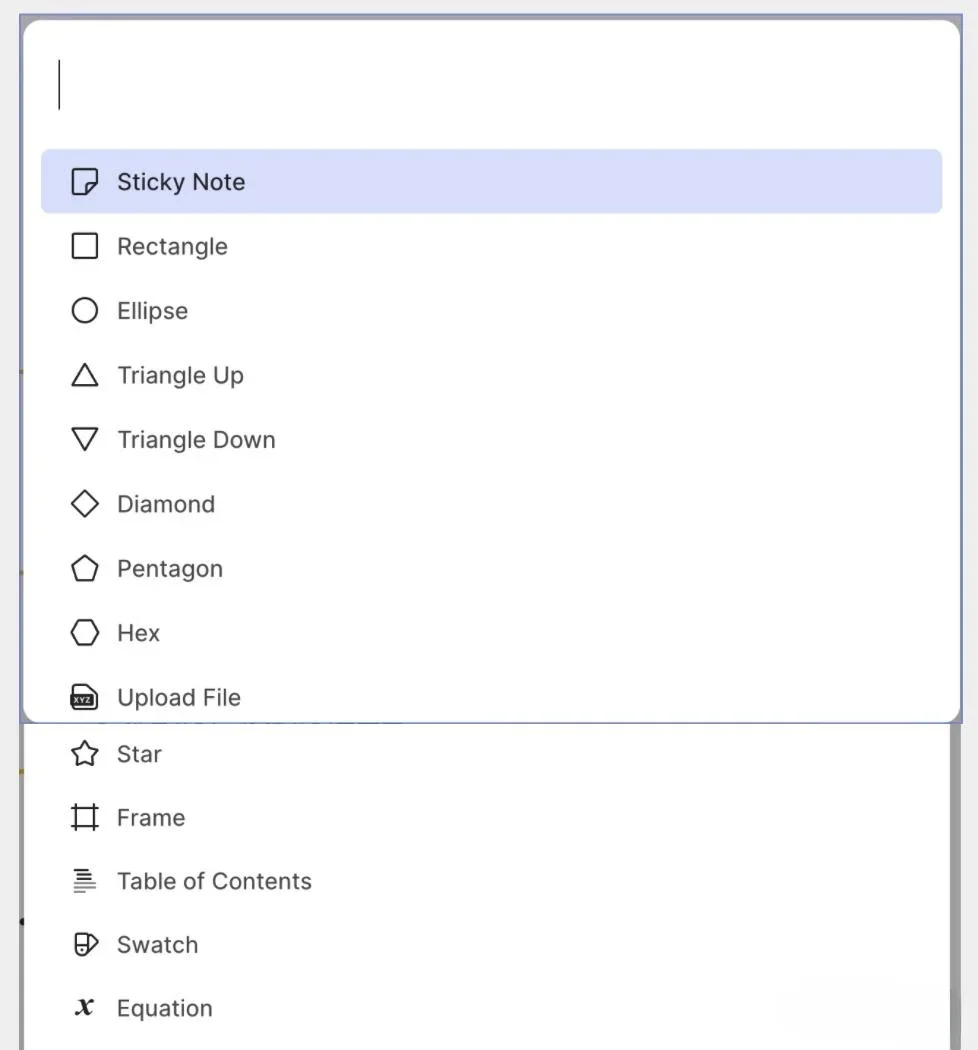 Sticky Note
Rectangle
Ellipse
Triangle Up
Triangle Down
Diamond
Pentagon
Hex
XYZ Upload File
Star
Frame
Table of Contents
Swatch
x Equation